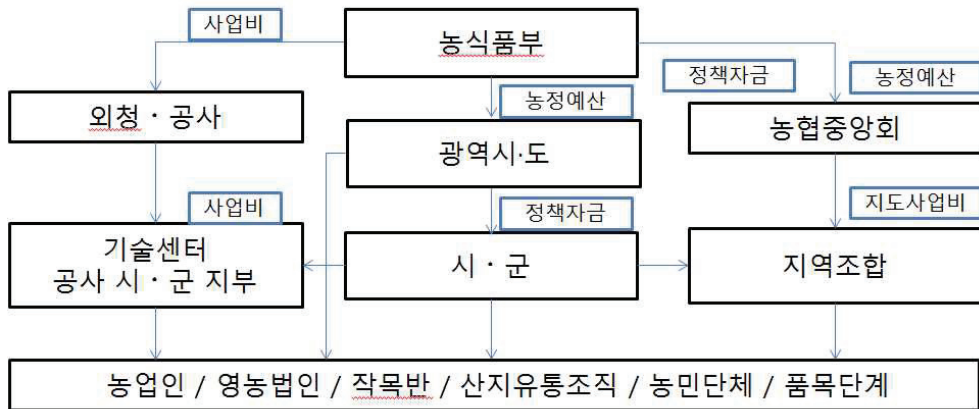 사업비
농식품부
정책자금
농정예산
외청 · 공사
농정예산
농협중앙회
광역시·도
사업비
정책자금
지도사업비
기술센터
공사 시 · 군 지부
시 · 군
지역조합
농업인 / 영농법인 / 작목반 / 산지유통조직 / 농민단체 / 품목단계